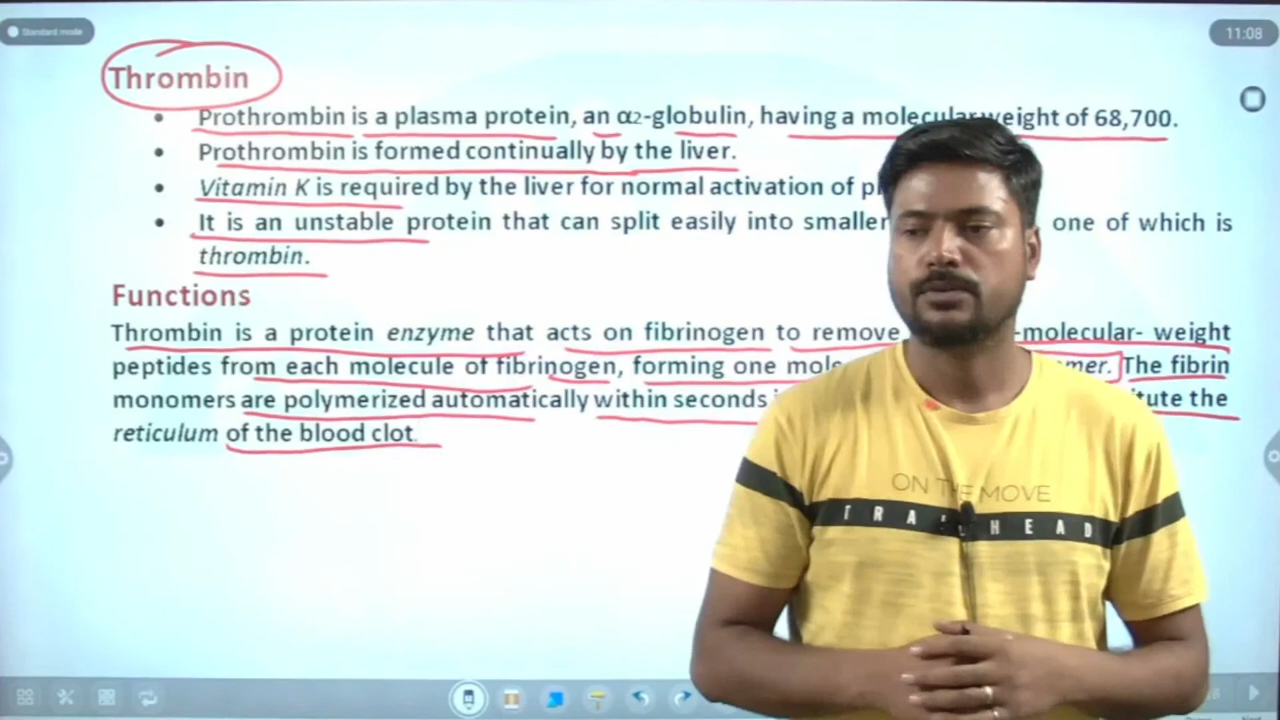 Standard mode
11:08
Thrombin
• Prothrombin is a plasma protein, an α2-globulin, having a molecular weight of 68,700.
• Prothrombin is formed continually by the liver.
• Vitamin K is required by the liver for normal activation of
• It is an unstable protein that can split easily into smaller one of which is
thrombin.
Functions
Thrombin is a protein enzyme that acts on fibrinogen to remove -molecular- weight
peptides from each molecule of fibrinogen, forming one The fibrin
monomers are polymerized automatically within seconds the
reticulum of the blood clot.
ON THE MOVE